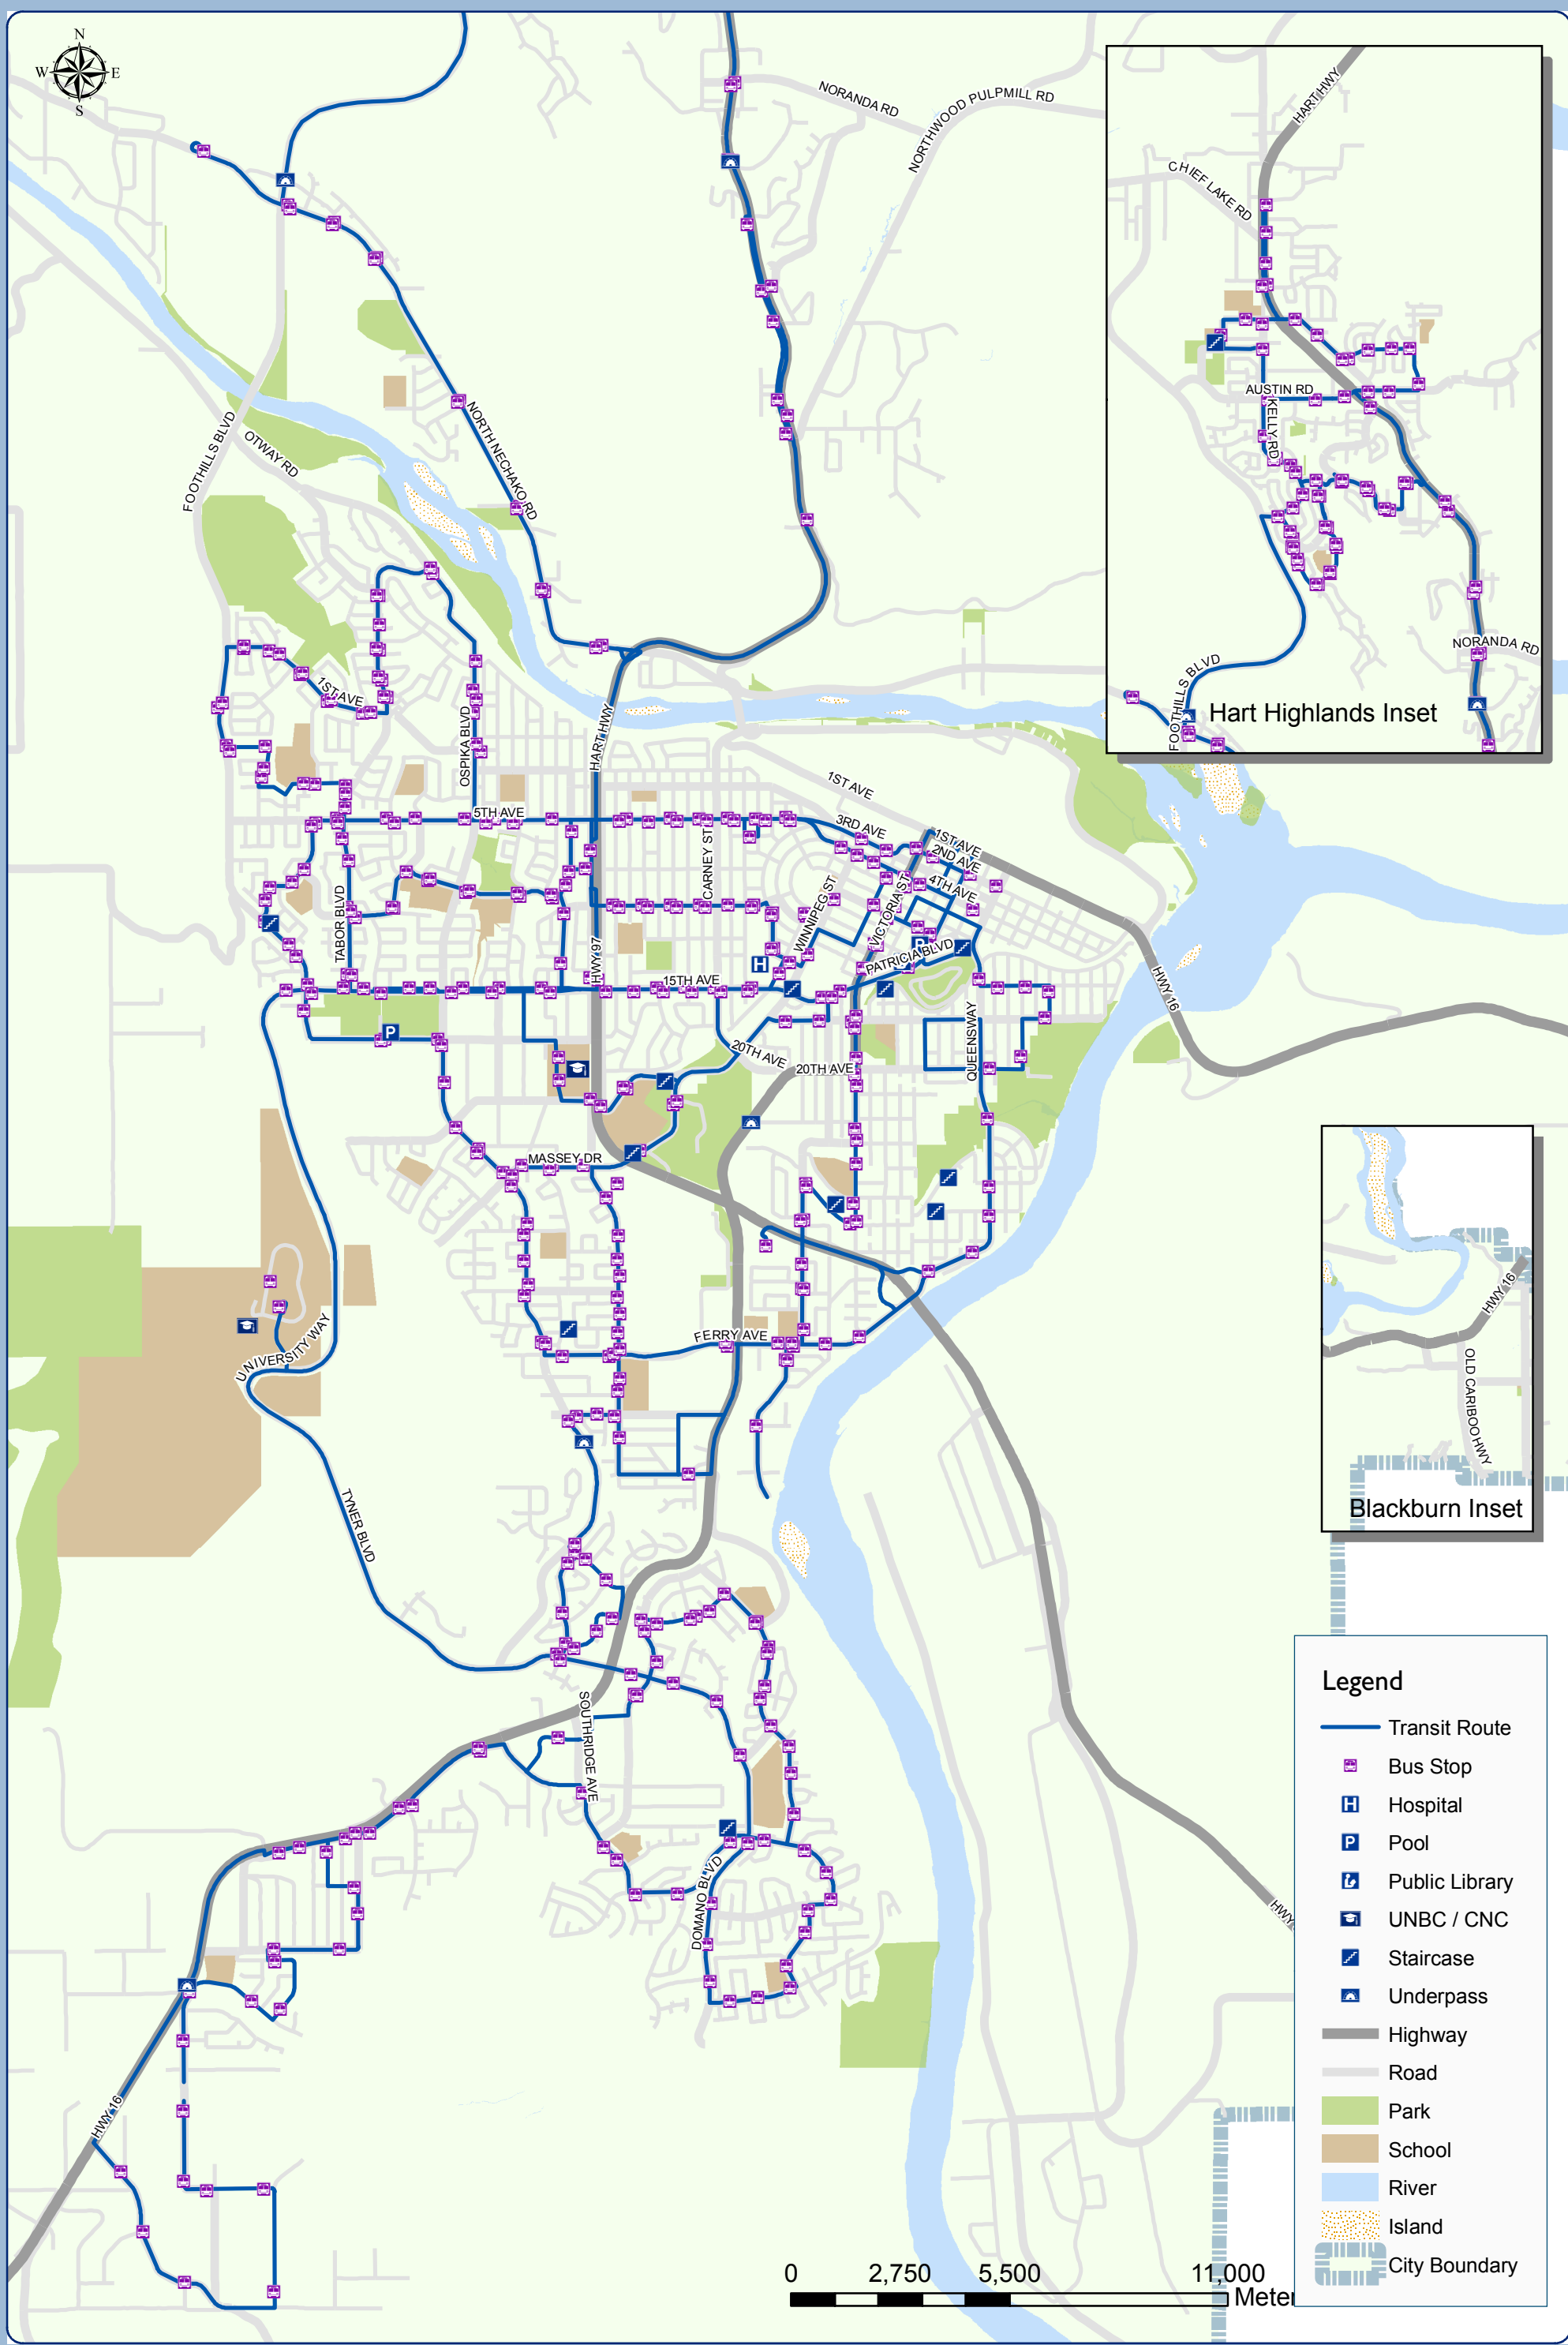 N
W E
S
NORANDA RD
NORTHWOOD PULPMILL RD
FOOTHILLS BLVD
OTWAY RD
NORTH NECHAKO RD
1ST AVE
OSPIKA BLVD
HART HWY
5TH AVE
CARNEY ST
1ST AVE
3RD AVE
1ST AVE
2ND AVE
4TH AVE
WINNIPEG ST
VICTORIA ST
PATRICIA BLVD
TABOR BLVD
HWY 97
15TH AVE
HWY 16
QUEENSWAY
20TH AVE
20TH AVE
H
P
P
MASSEY DR
FERRY AVE
UNIVERSITY WAY
TYNER BLVD
SOUTHRIDGE AVE
DOMANO BLVD
HWY 16
HWY
HART HWY
CHIEF LAKE RD
AUSTIN RD
KELLY RD
NORANDA RD
FOOTHILLS BLVD
Hart Highlands Inset
HWY 16
OLD CARIBOO HWY
Blackburn Inset
Legend
Transit Route
Bus Stop
H Hospital
P Pool
Public Library
UNBC / CNC
Staircase
Underpass
Highway
Road
Park
School
River
Island
City Boundary
0 2,750 5,500 11,000
Meter